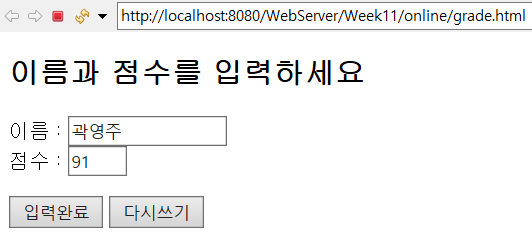 http://localhost:8080/WebServer/Week11/online/grade.html
이름과 점수를 입력하세요
이름 : 곽영주
점수 : 91
입력완료 다시쓰기